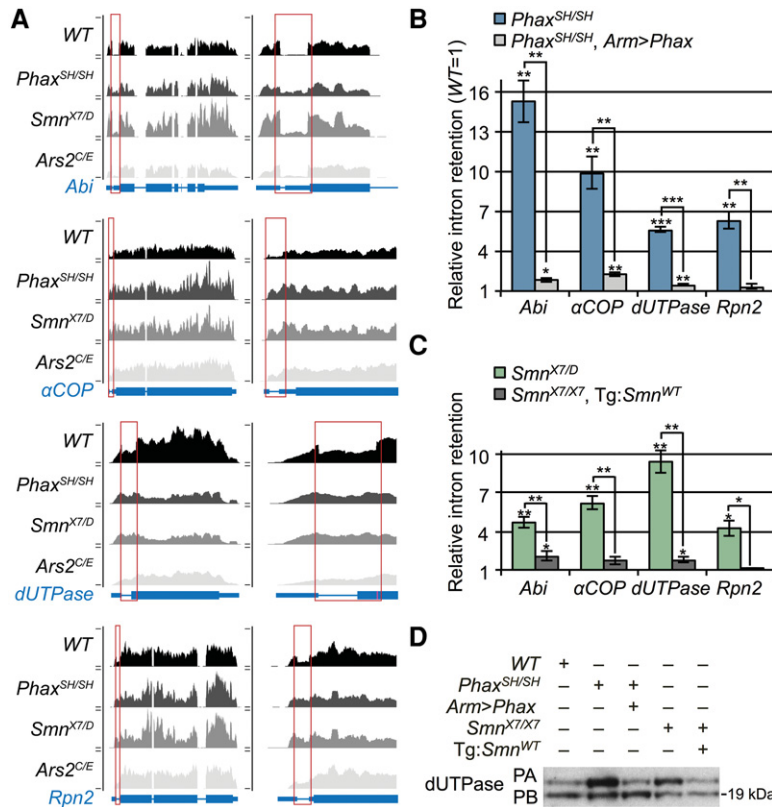 A
WT
Phax^SH/SH
Smn^X7/D
Ars2^C/E
Abi
WT
Phax^SH/SH
Smn^X7/D
Ars2^C/E
αCOP
WT
Phax^SH/SH
Smn^X7/D
Ars2^C/E
dUTPase
WT
Phax^SH/SH
Smn^X7/D
Ars2^C/E
Rpn2
B
Phax^SH/SH
Phax^SH/SH, Arm>Phax
Relative intron retention (WT=1)
16
13
10
7
4
1
** ** ** ** *** **
** *** **
* ** **
Abi αCOP dUTPase Rpn2
C
Smn^X7/D
Smn^X7/X7, Tg:Smn^WT
Relative intron retention
10
7
4
1
** ** ** *
** ** ** *
* *
Abi αCOP dUTPase Rpn2
D
WT + – – – –
Phax^SH/SH – + + – –
Arm>Phax – – + – –
Smn^X7/X7 – – – + +
Tg:Smn^WT – – – – +
dUTPase PA
PB -19 kDa